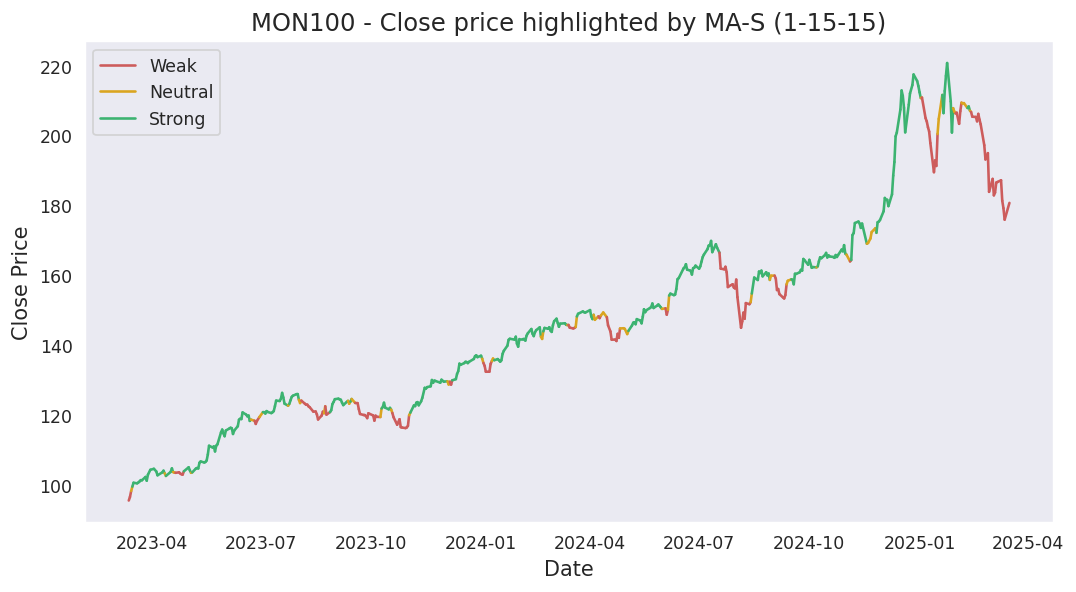 MON100 - Close price highlighted by MA-S (1-15-15)
Weak
Neutral
Strong
220
200
180
160
140
120
100
Close Price
2023-04 2023-07 2023-10 2024-01 2024-04 2024-07 2024-10 2025-01 2025-04
Date